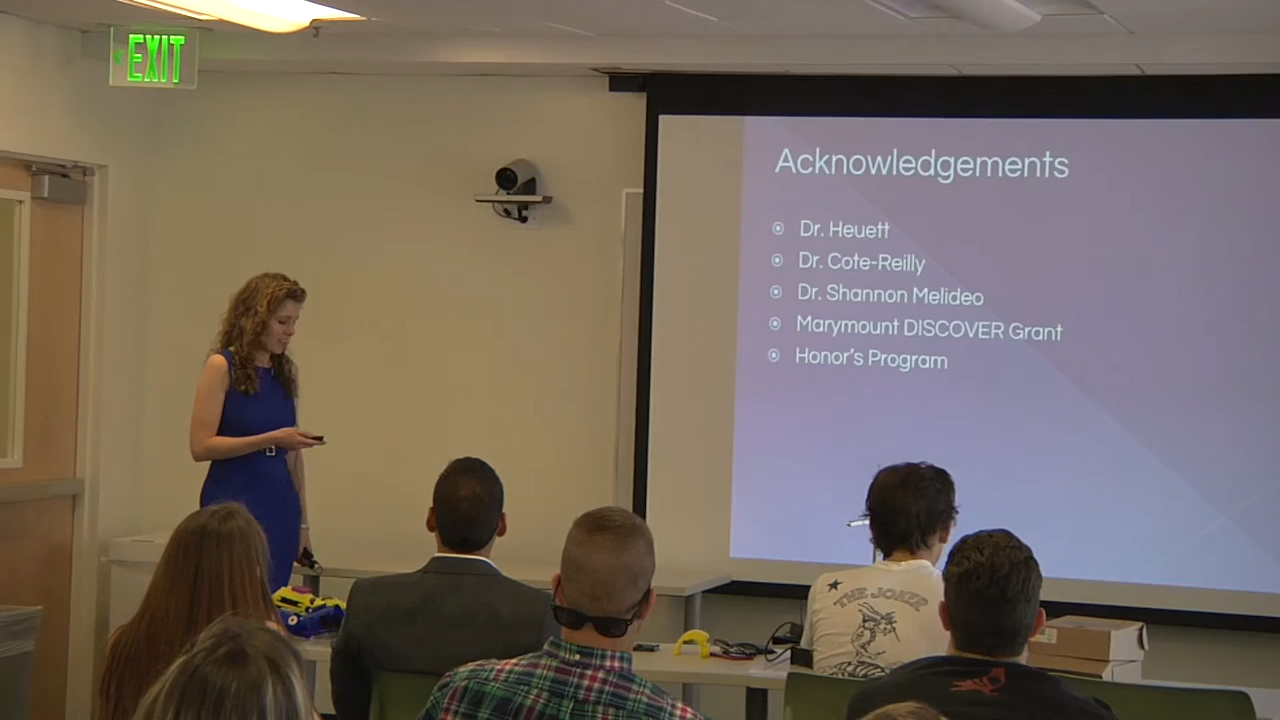 EXIT
Acknowledgements
Dr. Heuett
Dr. Cote-Reilly
Dr. Shannon Melideo
Marymount DISCOVER Grant
Honor's Program
THE JOKER